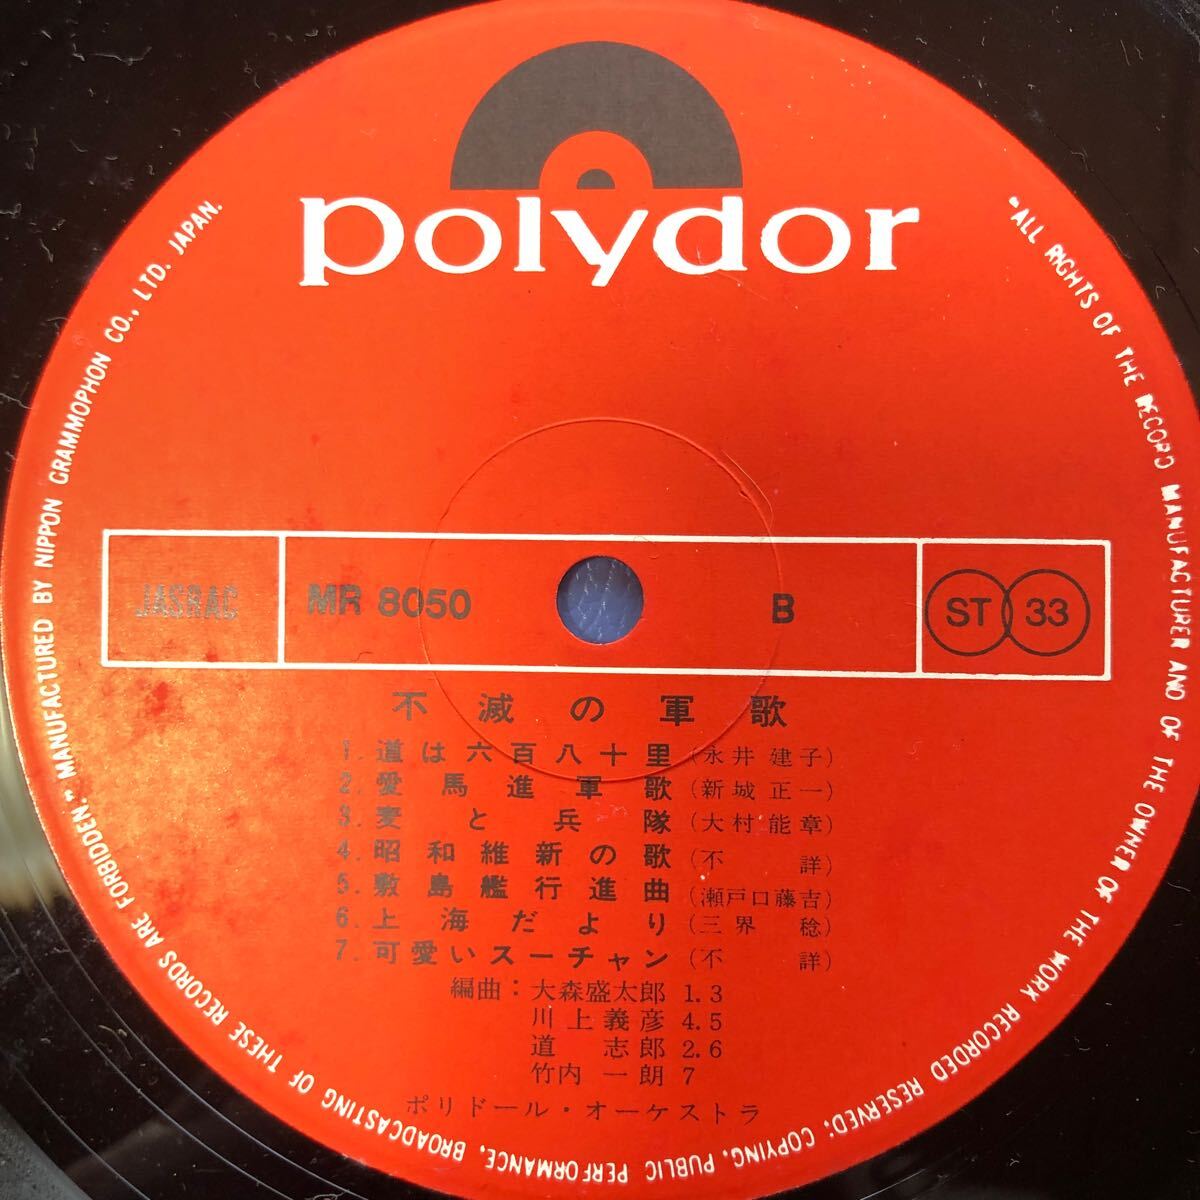 polydor
JASRAC
MR 8050
B
ST 33
不滅の軍歌
1. 道は六百八十里 (永井建子)
2. 愛馬進軍歌 (新城正一)
3. 麦と兵隊 (大村能章)
4. 昭和維新の歌 (不詳)
5. 敷島艦行進曲 (瀬戸口藤吉)
6. 上海だより (三界稔)
7. 可愛いスーチャン (不詳)
編曲:大森盛太郎 1.3
川上義彦 4.5
道志郎 2.6
竹内一朗 7
ポリドール・オーケストラ
"ALL RIGHTS OF THE RECORD MANUFACTURER AND OF THE OWNER OF THE WORK RECORDED RESERVED: COPYING, PUBLIC PERFORMANCE, BROADCASTING OF THESE RECORDS ARE FORBIDDEN." MANUFACTURED BY NIPPON GRAMMOPHON CO., LTD. JAPAN.